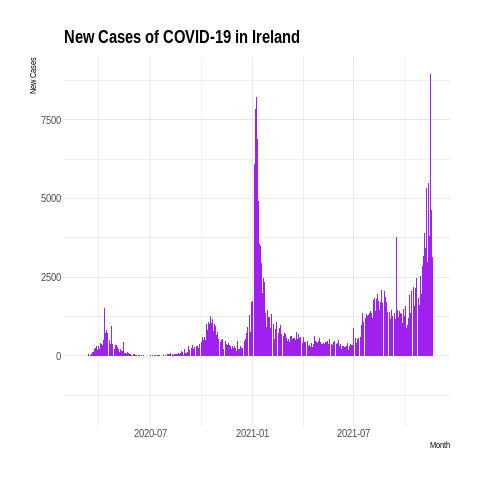 New Cases of COVID-19 in Ireland
New Cases
7500
5000
2500
0
2020-07
2021-01
2021-07
Month